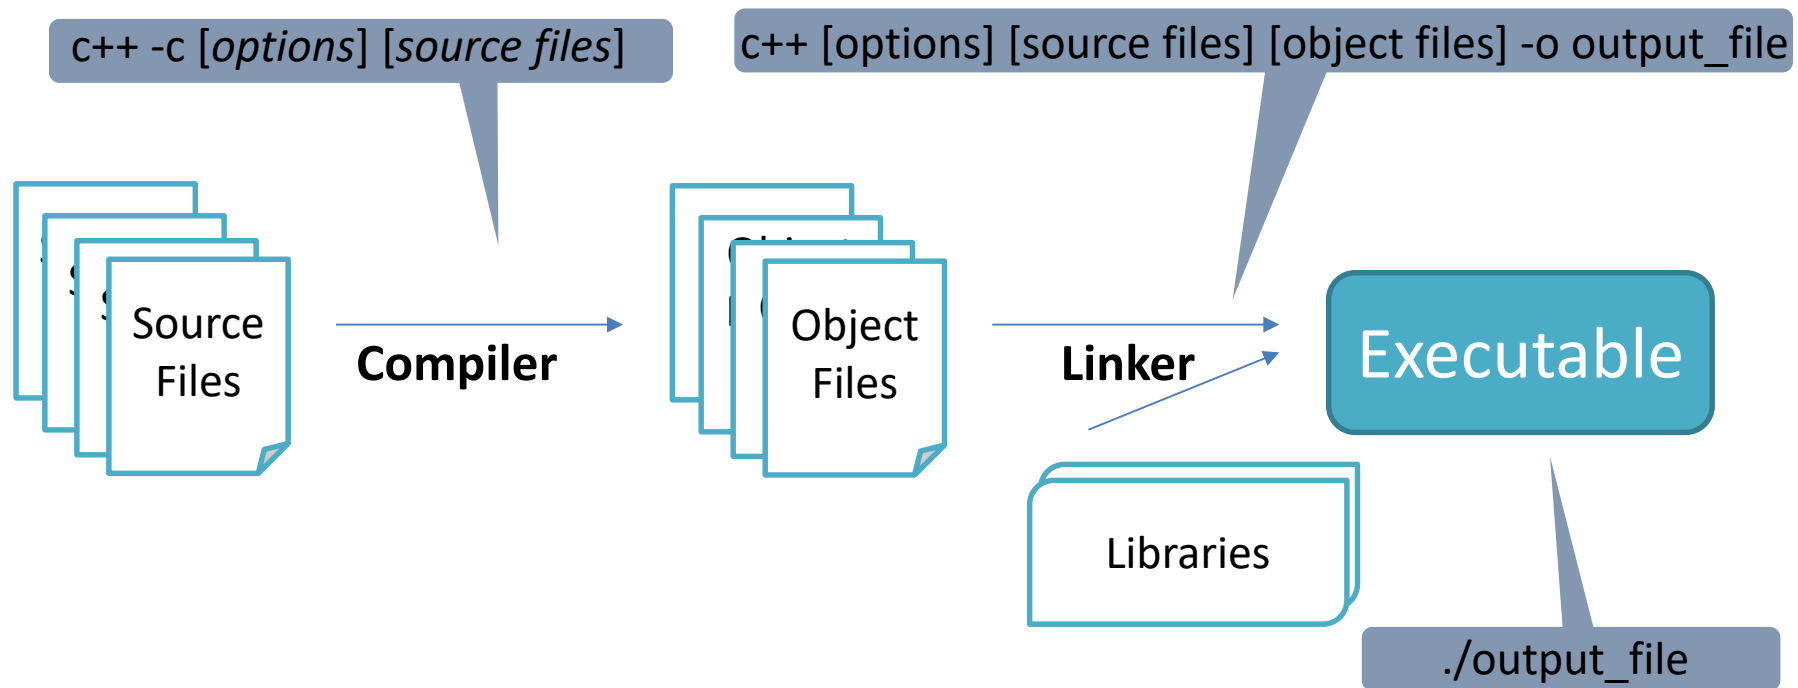 c++ -c [options] [source files]
c++ [options] [source files] [object files] -o output_file
Source
Files
Compiler
Object
Files
Linker
Executable
Libraries
./output_file